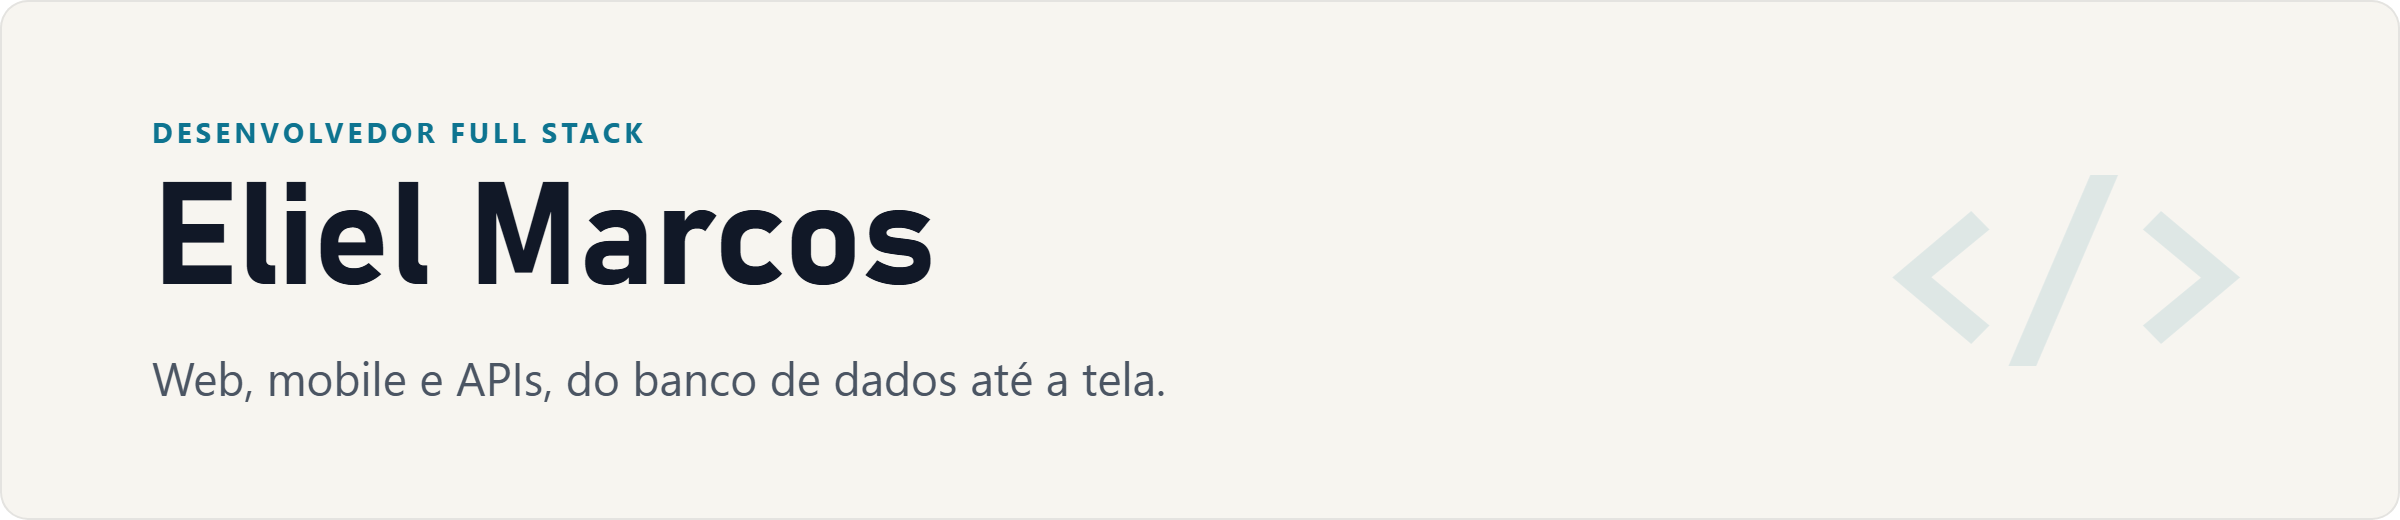 DESENVOLVEDOR FULL STACK
Eliel Marcos
Web, mobile e APIs, do banco de dados até a tela.
</>